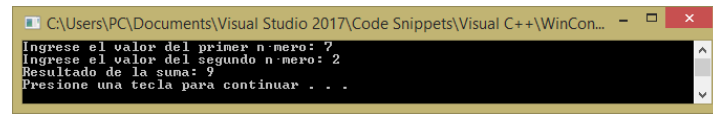 C:\Users\PC\Documents\Visual Studio 2017\Code Snippets\Visual C++\WinCon...
Ingrese el valor del primer n·mero: 7
Ingrese el valor del segundo n·mero: 2
Resultado de la suma: 9
Presione una tecla para continuar . . .